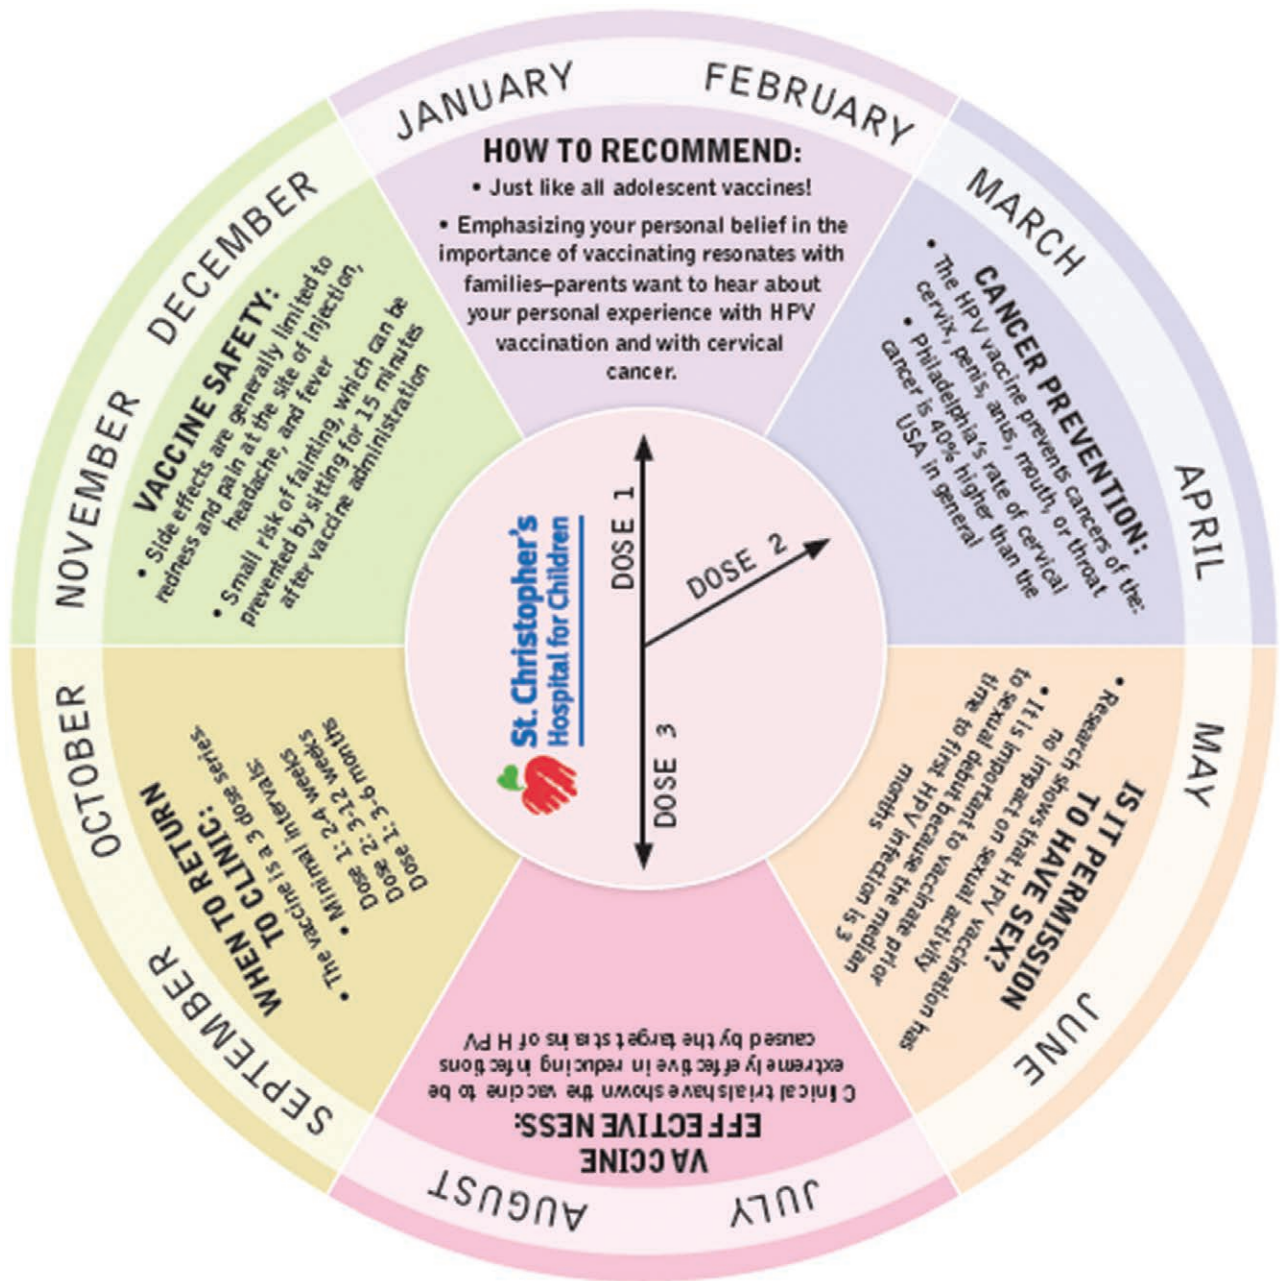 JANUARY
FEBRUARY
HOW TO RECOMMEND:
• Just like all adolescent vaccines!
• Emphasizing your personal belief in the
importance of vaccinating resonates with
families–parents want to hear about
your personal experience with HPV
vaccination and with cervical
cancer.
MARCH
APRIL
CANCER PREVENTION:
• The HPV vaccine prevents cancers of the:
cervix, penis, anus, mouth, or throat
• Philadelphia's rate of cervical
cancer is 40% higher than the
USA in general
MAY
JUNE
IS IT PERMISSION
TO HAVE SEX?
• Research shows that HPV vaccination has
no impact on sexual activity
• It is important to vaccinate prior
to sexual debut because the median
time to first HPV infection is 3
months
JULY
AUGUST
VACCINE
EFFECTIVENESS:
Clinical trials have shown the vaccine to be
extremely effective in reducing infections
caused by the target stains of HPV
SEPTEMBER
OCTOBER
WHEN TO RETURN
TO CLINIC:
• The vaccine is a 3 dose series.
• Minimal intervals:
Dose 1: 2-4 weeks
Dose 2: 3-12 weeks
Dose 1: 3-6 months
NOVEMBER
DECEMBER
VACCINE SAFETY:
• Side effects are generally limited to
redness and pain at the site of injection,
headache, and fever
• Small risk of fainting, which can be
prevented by sitting for 15 minutes
after vaccine administration
St. Christopher's
Hospital for Children
DOSE 1
DOSE 2
DOSE 3